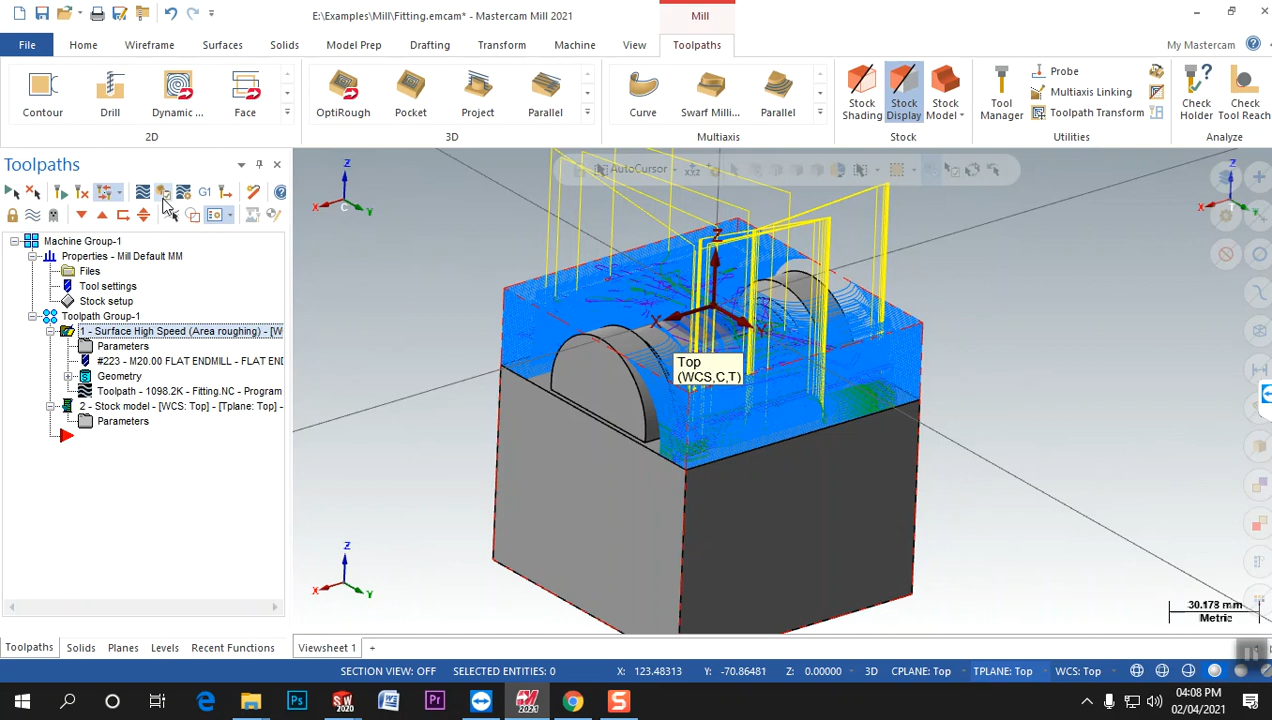 E:\Examples\Mill\Fitting.emcam* - Mastercam Mill 2021
Mill
File Home Wireframe Surfaces Solids Model Prep Drafting Transform Machine View Toolpaths My Mastercam
Contour Drill Dynamic ... Face OptiRough Pocket Project Parallel Curve Swarf Milli... Parallel Stock Shading Stock Display Stock Model Tool Manager Probe Multiaxis Linking Toolpath Transform Check Holder Check Tool Reach
2D 3D Multiaxis Stock Utilities Analyze
Toolpaths
AutoCursor
G1
Machine Group-1
Properties - Mill Default MM
Files
Tool settings
Stock setup
Toolpath Group-1
1 - Surface High Speed (Area roughing) - [W
Parameters
#223 - M20.00 FLAT ENDMILL - FLAT END
Geometry
Toolpath - 1098.2K - Fitting.NC - Program
2 - Stock model - [WCS: Top] - [Tplane: Top] -
Parameters
Z
X
C
Y
Z
X
Y
Z
X
Y
Top
(WCS,C,T)
Z
X
Y
30.178 mm
Metric
Toolpaths Solids Planes Levels Recent Functions Viewsheet 1 +
SECTION VIEW: OFF SELECTED ENTITIES: 0 X: 123.48313 Y: -70.86481 Z: 0.00000 3D CPLANE: Top TPLANE: Top WCS: Top
Ps SW 2020 W Pr 2021 S
04:08 PM
02/04/2021